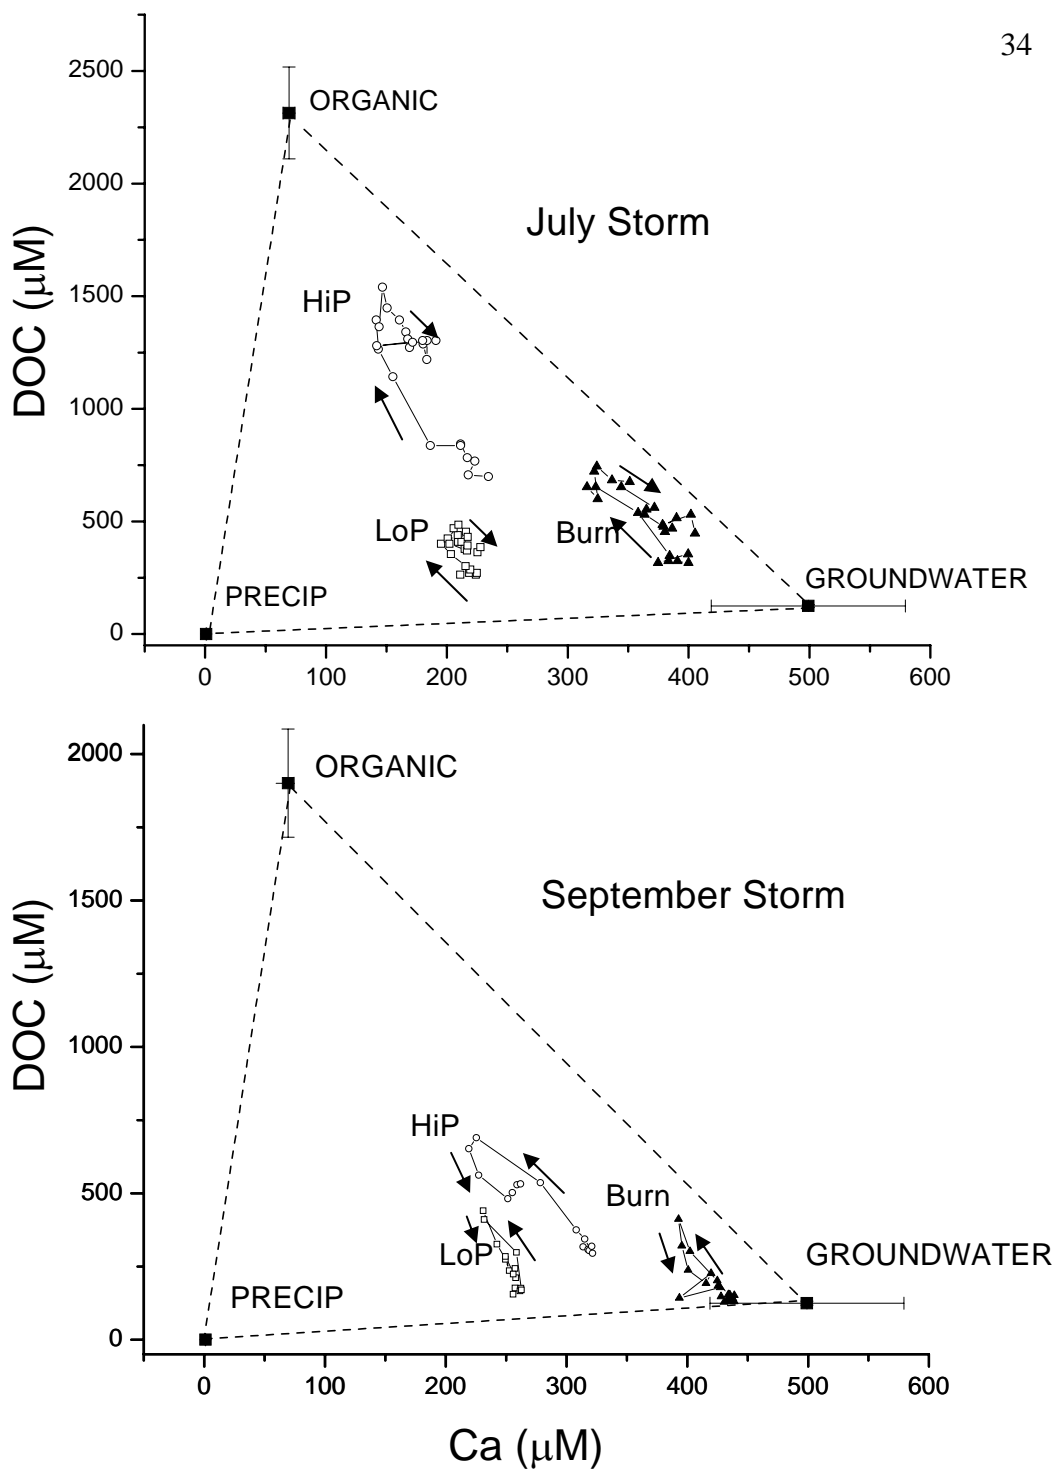 34
2500
ORGANIC
2000
July Storm
1500
HiP
DOC (μM)
1000
500
LoP
Burn
GROUNDWATER
PRECIP
0
0 100 200 300 400 500 600
2000
ORGANIC
1500
September Storm
DOC (μM)
1000
HiP
500
Burn
LoP
GROUNDWATER
PRECIP
0
0 100 200 300 400 500 600
Ca (μM)